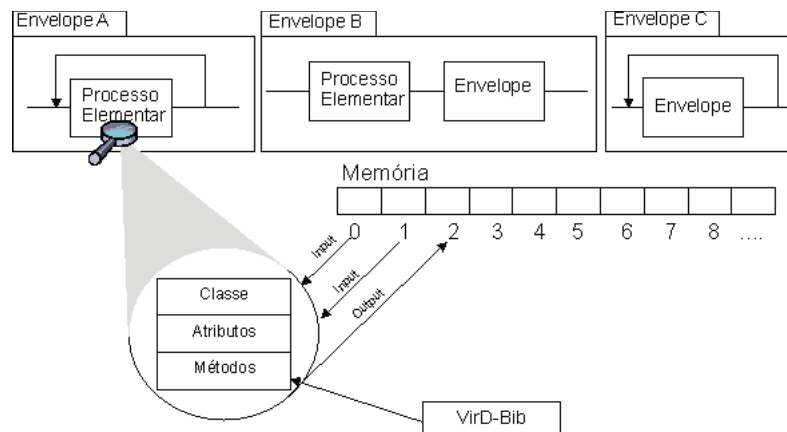 Envelope A
Envelope B
Envelope C
Processo
Elementar
Processo
Elementar
Envelope
Envelope
Memória
0 1 2 3 4 5 6 7 8 ....
Input
Input
Output
Classe
Atributos
Métodos
VirD-Bib